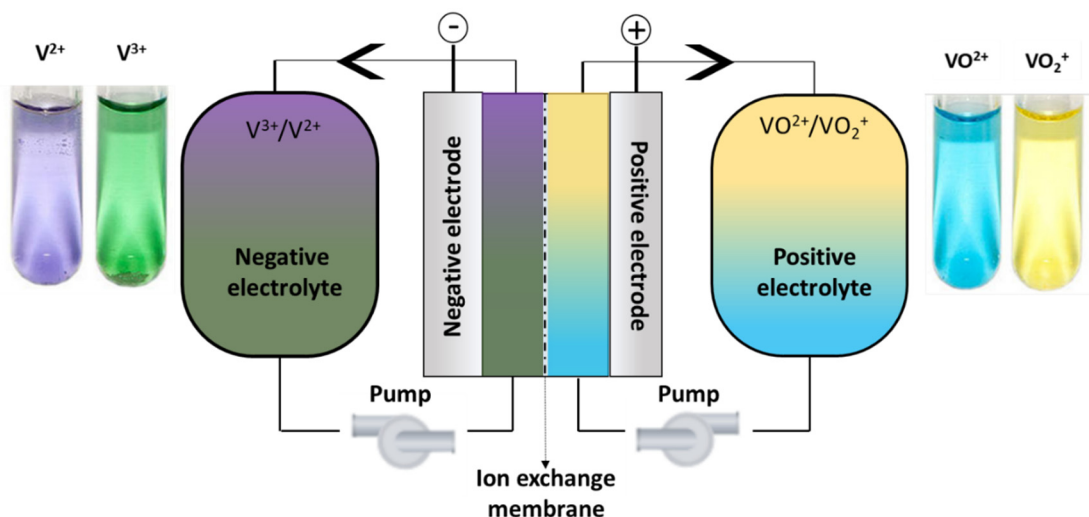 V²⁺ V³⁺
−
+
VO²⁺ VO₂⁺
V³⁺/V²⁺
Negative
electrolyte
Negative electrode
Positive electrode
VO²⁺/VO₂⁺
Positive
electrolyte
Pump
Pump
Ion exchange
membrane